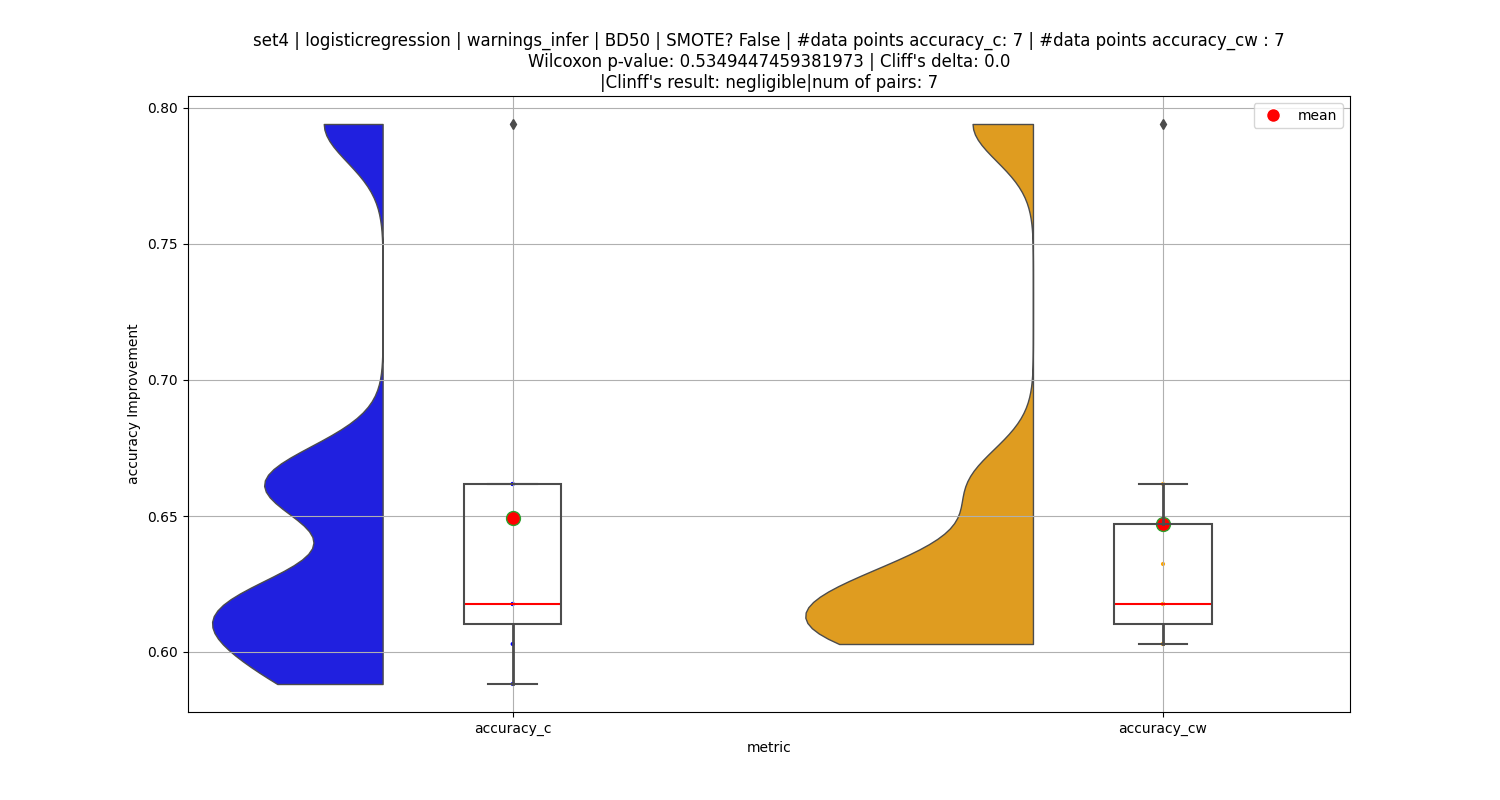 set4 | logisticregression | warnings_infer | BD50 | SMOTE? False | #data points accuracy_c: 7 | #data points accuracy_cw : 7
Wilcoxon p-value: 0.5349447459381973 | Cliff's delta: 0.0
|Clinff's result: negligible|num of pairs: 7
mean
0.80
0.75
0.70
0.65
0.60
accuracy Improvement
accuracy_c
accuracy_cw
metric